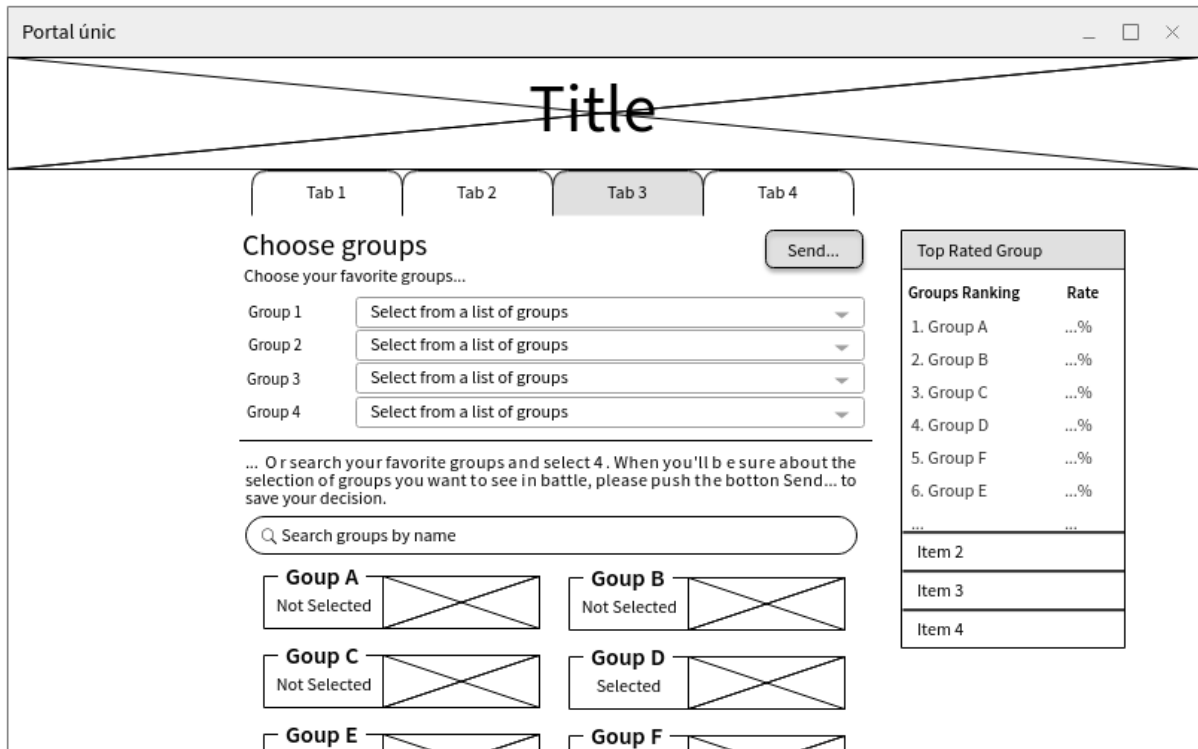 Portal únic
Title
Tab 1
Tab 2
Tab 3
Tab 4
Choose groups
Send...
Choose your favorite groups...
Group 1
Select from a list of groups
Group 2
Select from a list of groups
Group 3
Select from a list of groups
Group 4
Select from a list of groups
... Or search your favorite groups and select 4. When you'll be sure about the
selection of groups you want to see in battle, please push the botton Send... to
save your decision.
Search groups by name
Goup A
Not Selected
Goup B
Not Selected
Goup C
Not Selected
Goup D
Selected
Goup E
Goup F
Top Rated Group
Groups Ranking Rate
1. Group A ...%
2. Group B ...%
3. Group C ...%
4. Group D ...%
5. Group F ...%
6. Group E ...%
... ...
Item 2
Item 3
Item 4